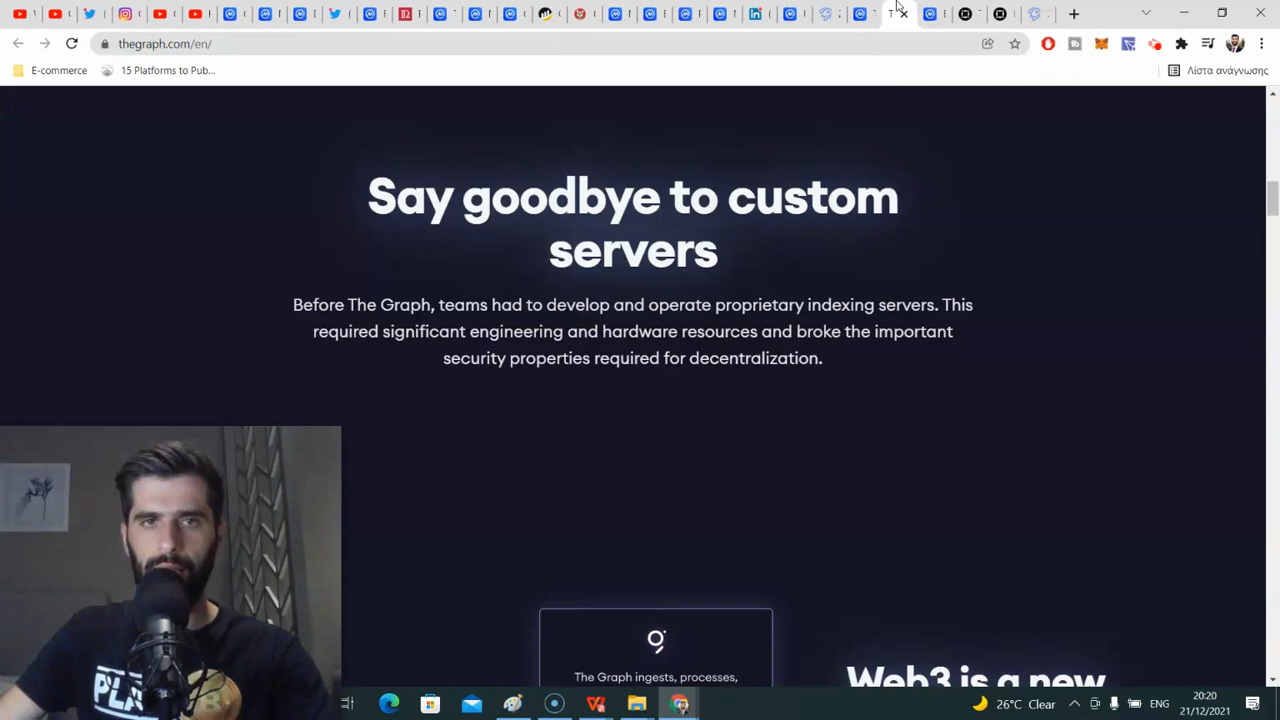 thegraph.com/en/
E-commerce
15 Platforms to Pub...
Λίστα ανάγνωσης
Say goodbye to custom
servers
Before The Graph, teams had to develop and operate proprietary indexing servers. This
required significant engineering and hardware resources and broke the important
security properties required for decentralization.
The Graph ingests, processes,
Web3 is a new
26°C Clear
ENG
20:20
21/12/2021